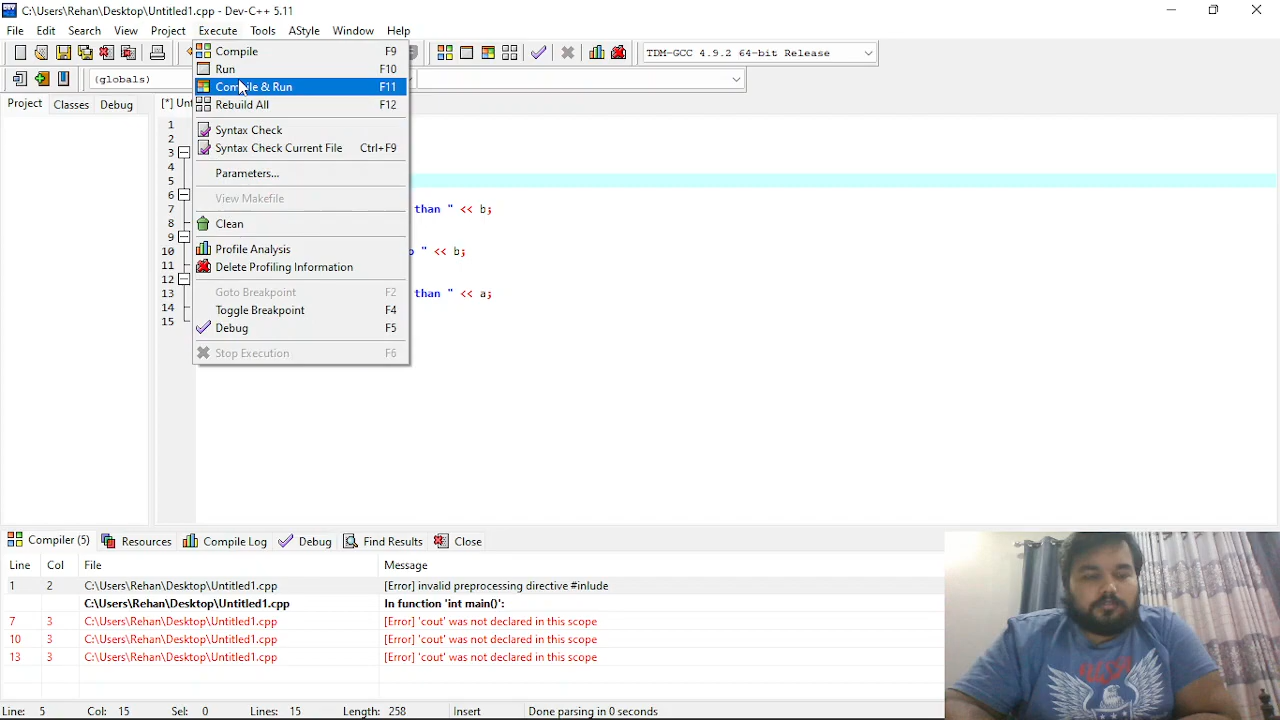 C:\Users\Rehan\Desktop\Untitled1.cpp - Dev-C++ 5.11
File Edit Search View Project Execute Tools AStyle Window Help
TDM-GCC 4.9.2 64-bit Release
(globals)
Project Classes Debug
Compile F9
Run F10
Compile & Run F11
Rebuild All F12
Syntax Check
Syntax Check Current File Ctrl+F9
Parameters...
View Makefile
Clean
Profile Analysis
Delete Profiling Information
Goto Breakpoint F2
Toggle Breakpoint F4
Debug F5
Stop Execution F6
[*] Unt
1
2
3
4
5
6
7 than " << b;
8
9
10 " << b;
11
12
13 than " << a;
14
15
Compiler (5) Resources Compile Log Debug Find Results Close
Line Col File Message
1 2 C:\Users\Rehan\Desktop\Untitled1.cpp [Error] invalid preprocessing directive #inlude
C:\Users\Rehan\Desktop\Untitled1.cpp In function 'int main()':
7 3 C:\Users\Rehan\Desktop\Untitled1.cpp [Error] 'cout' was not declared in this scope
10 3 C:\Users\Rehan\Desktop\Untitled1.cpp [Error] 'cout' was not declared in this scope
13 3 C:\Users\Rehan\Desktop\Untitled1.cpp [Error] 'cout' was not declared in this scope
Line: 5 Col: 15 Sel: 0 Lines: 15 Length: 258 Insert Done parsing in 0 seconds